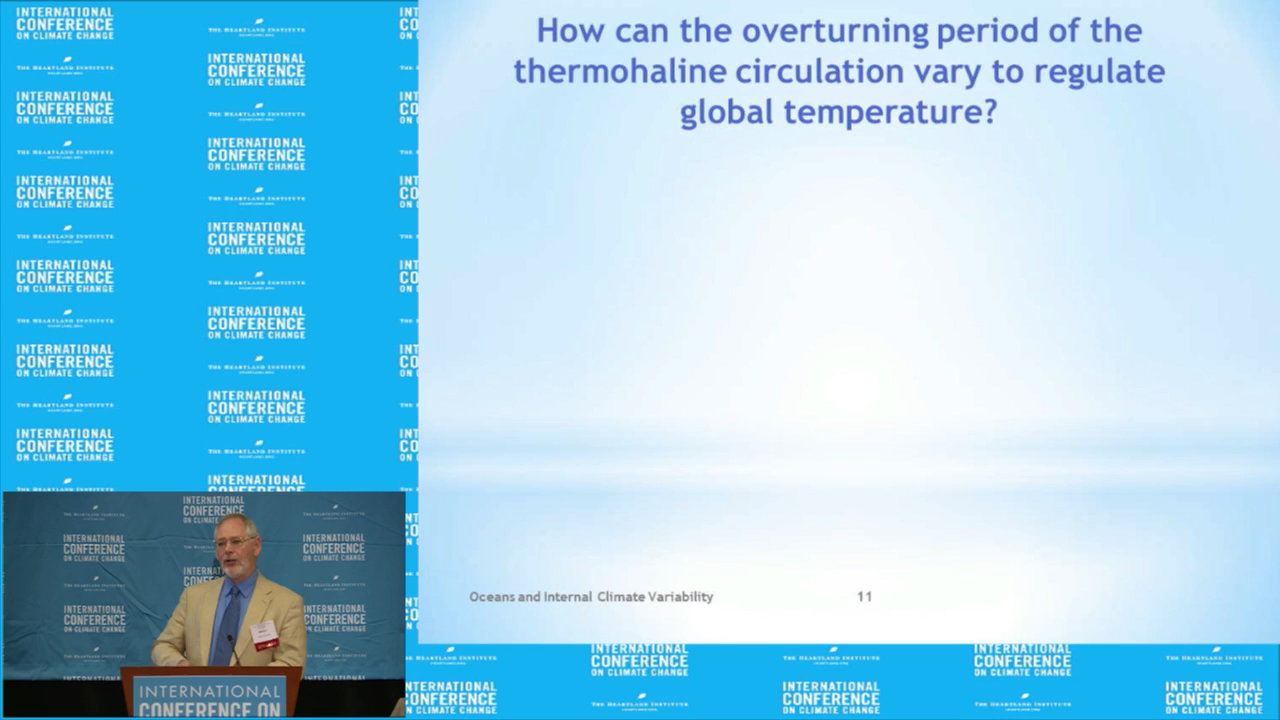 How can the overturning period of the
thermohaline circulation vary to regulate
global temperature?
Oceans and Internal Climate Variability
11
INTERNATIONAL
CONFERENCE
ON CLIMATE CHANGE
THE HEARTLAND INSTITUTE
INTERNATIONAL
CONFERENCE ON